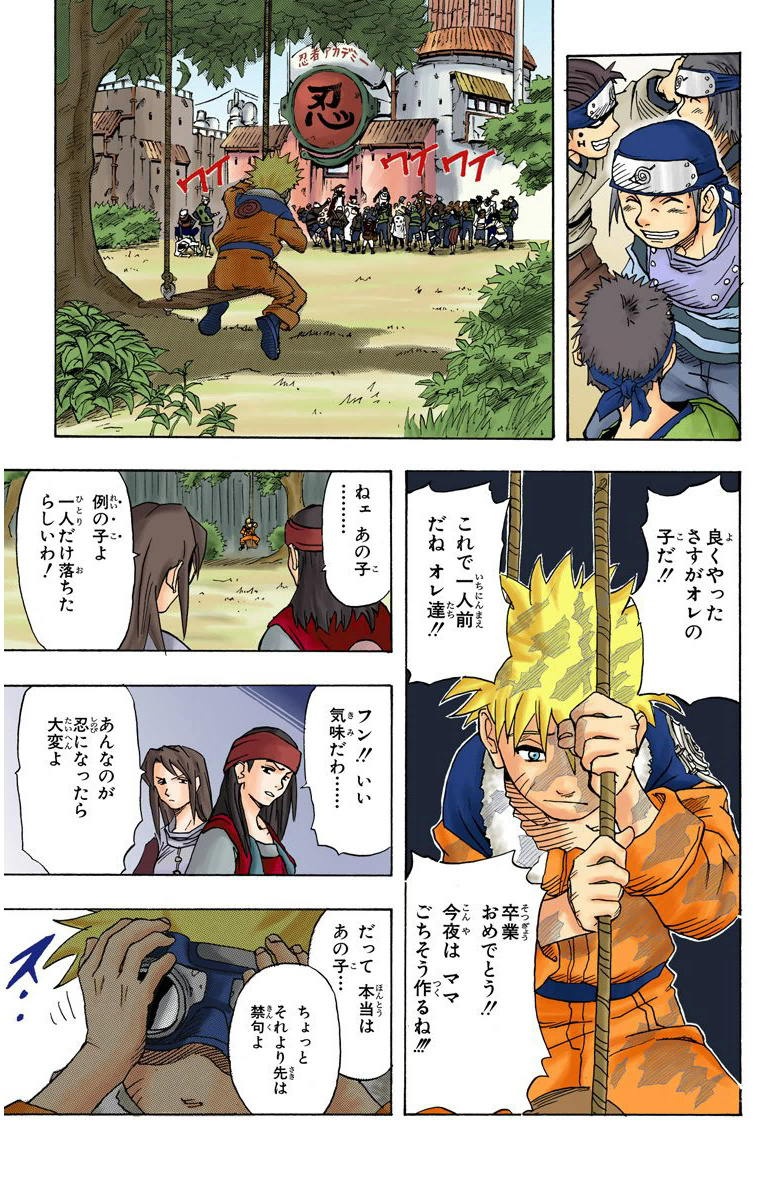 忍者アカデミー
忍
ワイ
ワイ
ワイ
良くやった
さすがオレの
子だ!!
これで一人前
だね オレ達!!
卒業
おめでとう!!
今夜は ママ
ごちそう作るね!!!
ねェ あの子
…………
例の子よ
一人だけ落ちた
らしいわ!
フン!! いい
気味だわ……
あんなのが
忍になったら
大変よ
だって 本当は
あの子…
ちょっと
それより先は
禁句よ
ス…